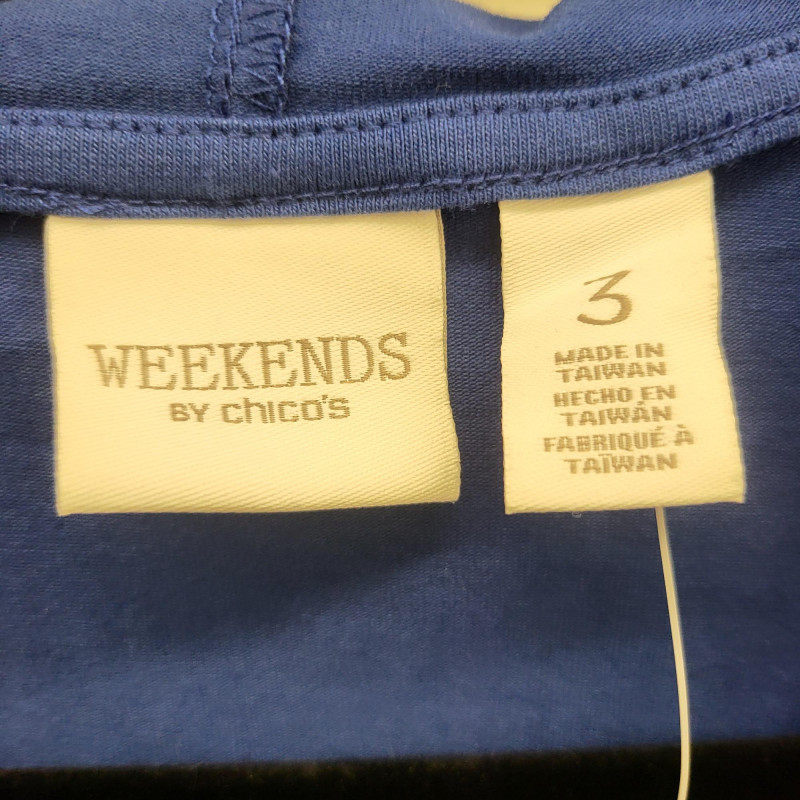 WEEKENDS
BY chico's
3
MADE IN
TAIWAN
HECHO EN
TAIWÁN
FABRIQUÉ À
TAÏWAN